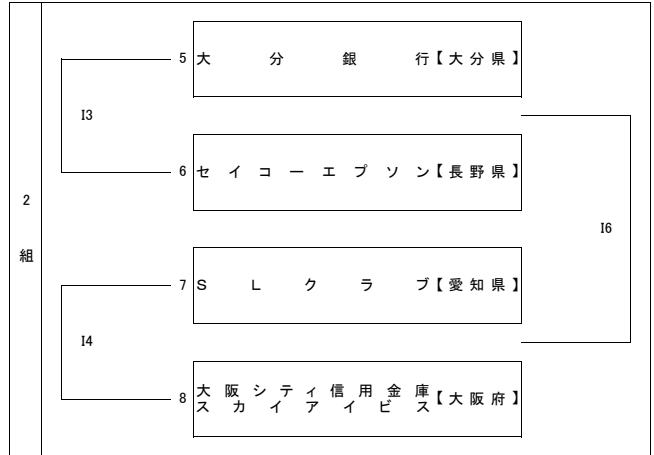 5 大分銀行【大分県】
I3
6 セイコーエプソン【長野県】
2
組
I6
7 SLクラブ【愛知県】
I4
8 大阪シティ信用金庫
スカイアイビス【大阪府】